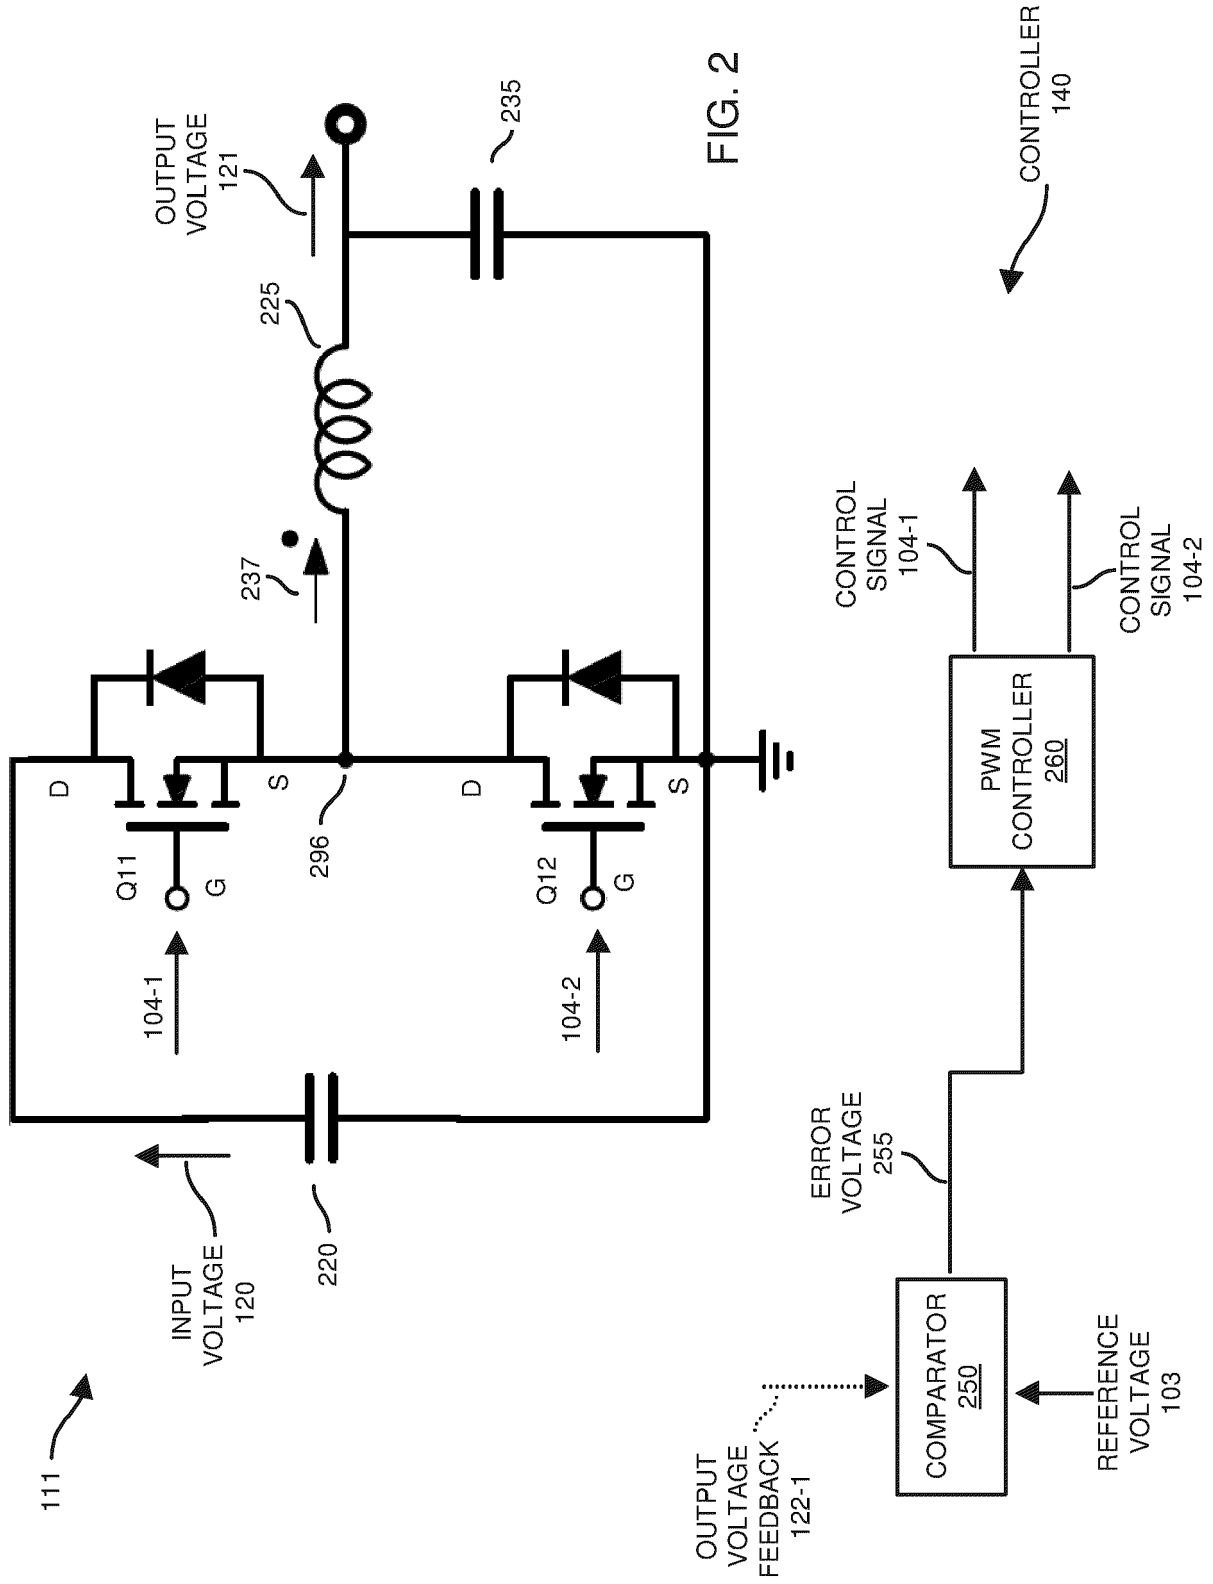 111
INPUT
VOLTAGE
120
220
104-1
Q11
G
D
S
296
104-2
Q12
G
D
S
237
225
OUTPUT
VOLTAGE
121
235
FIG. 2
OUTPUT
VOLTAGE
FEEDBACK
122-1
COMPARATOR
250
REFERENCE
VOLTAGE
103
ERROR
VOLTAGE
255
PWM
CONTROLLER
260
CONTROL
SIGNAL
104-1
CONTROL
SIGNAL
104-2
CONTROLLER
140